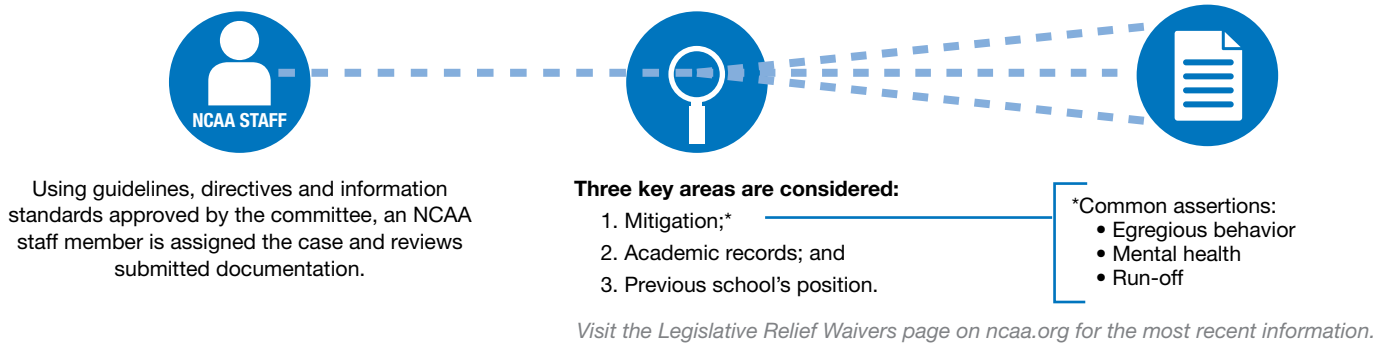 NCAA STAFF
Using guidelines, directives and information
standards approved by the committee, an NCAA
staff member is assigned the case and reviews
submitted documentation.
Three key areas are considered:
1. Mitigation;*
2. Academic records; and
3. Previous school's position.
*Common assertions:
• Egregious behavior
• Mental health
• Run-off
Visit the Legislative Relief Waivers page on ncaa.org for the most recent information.